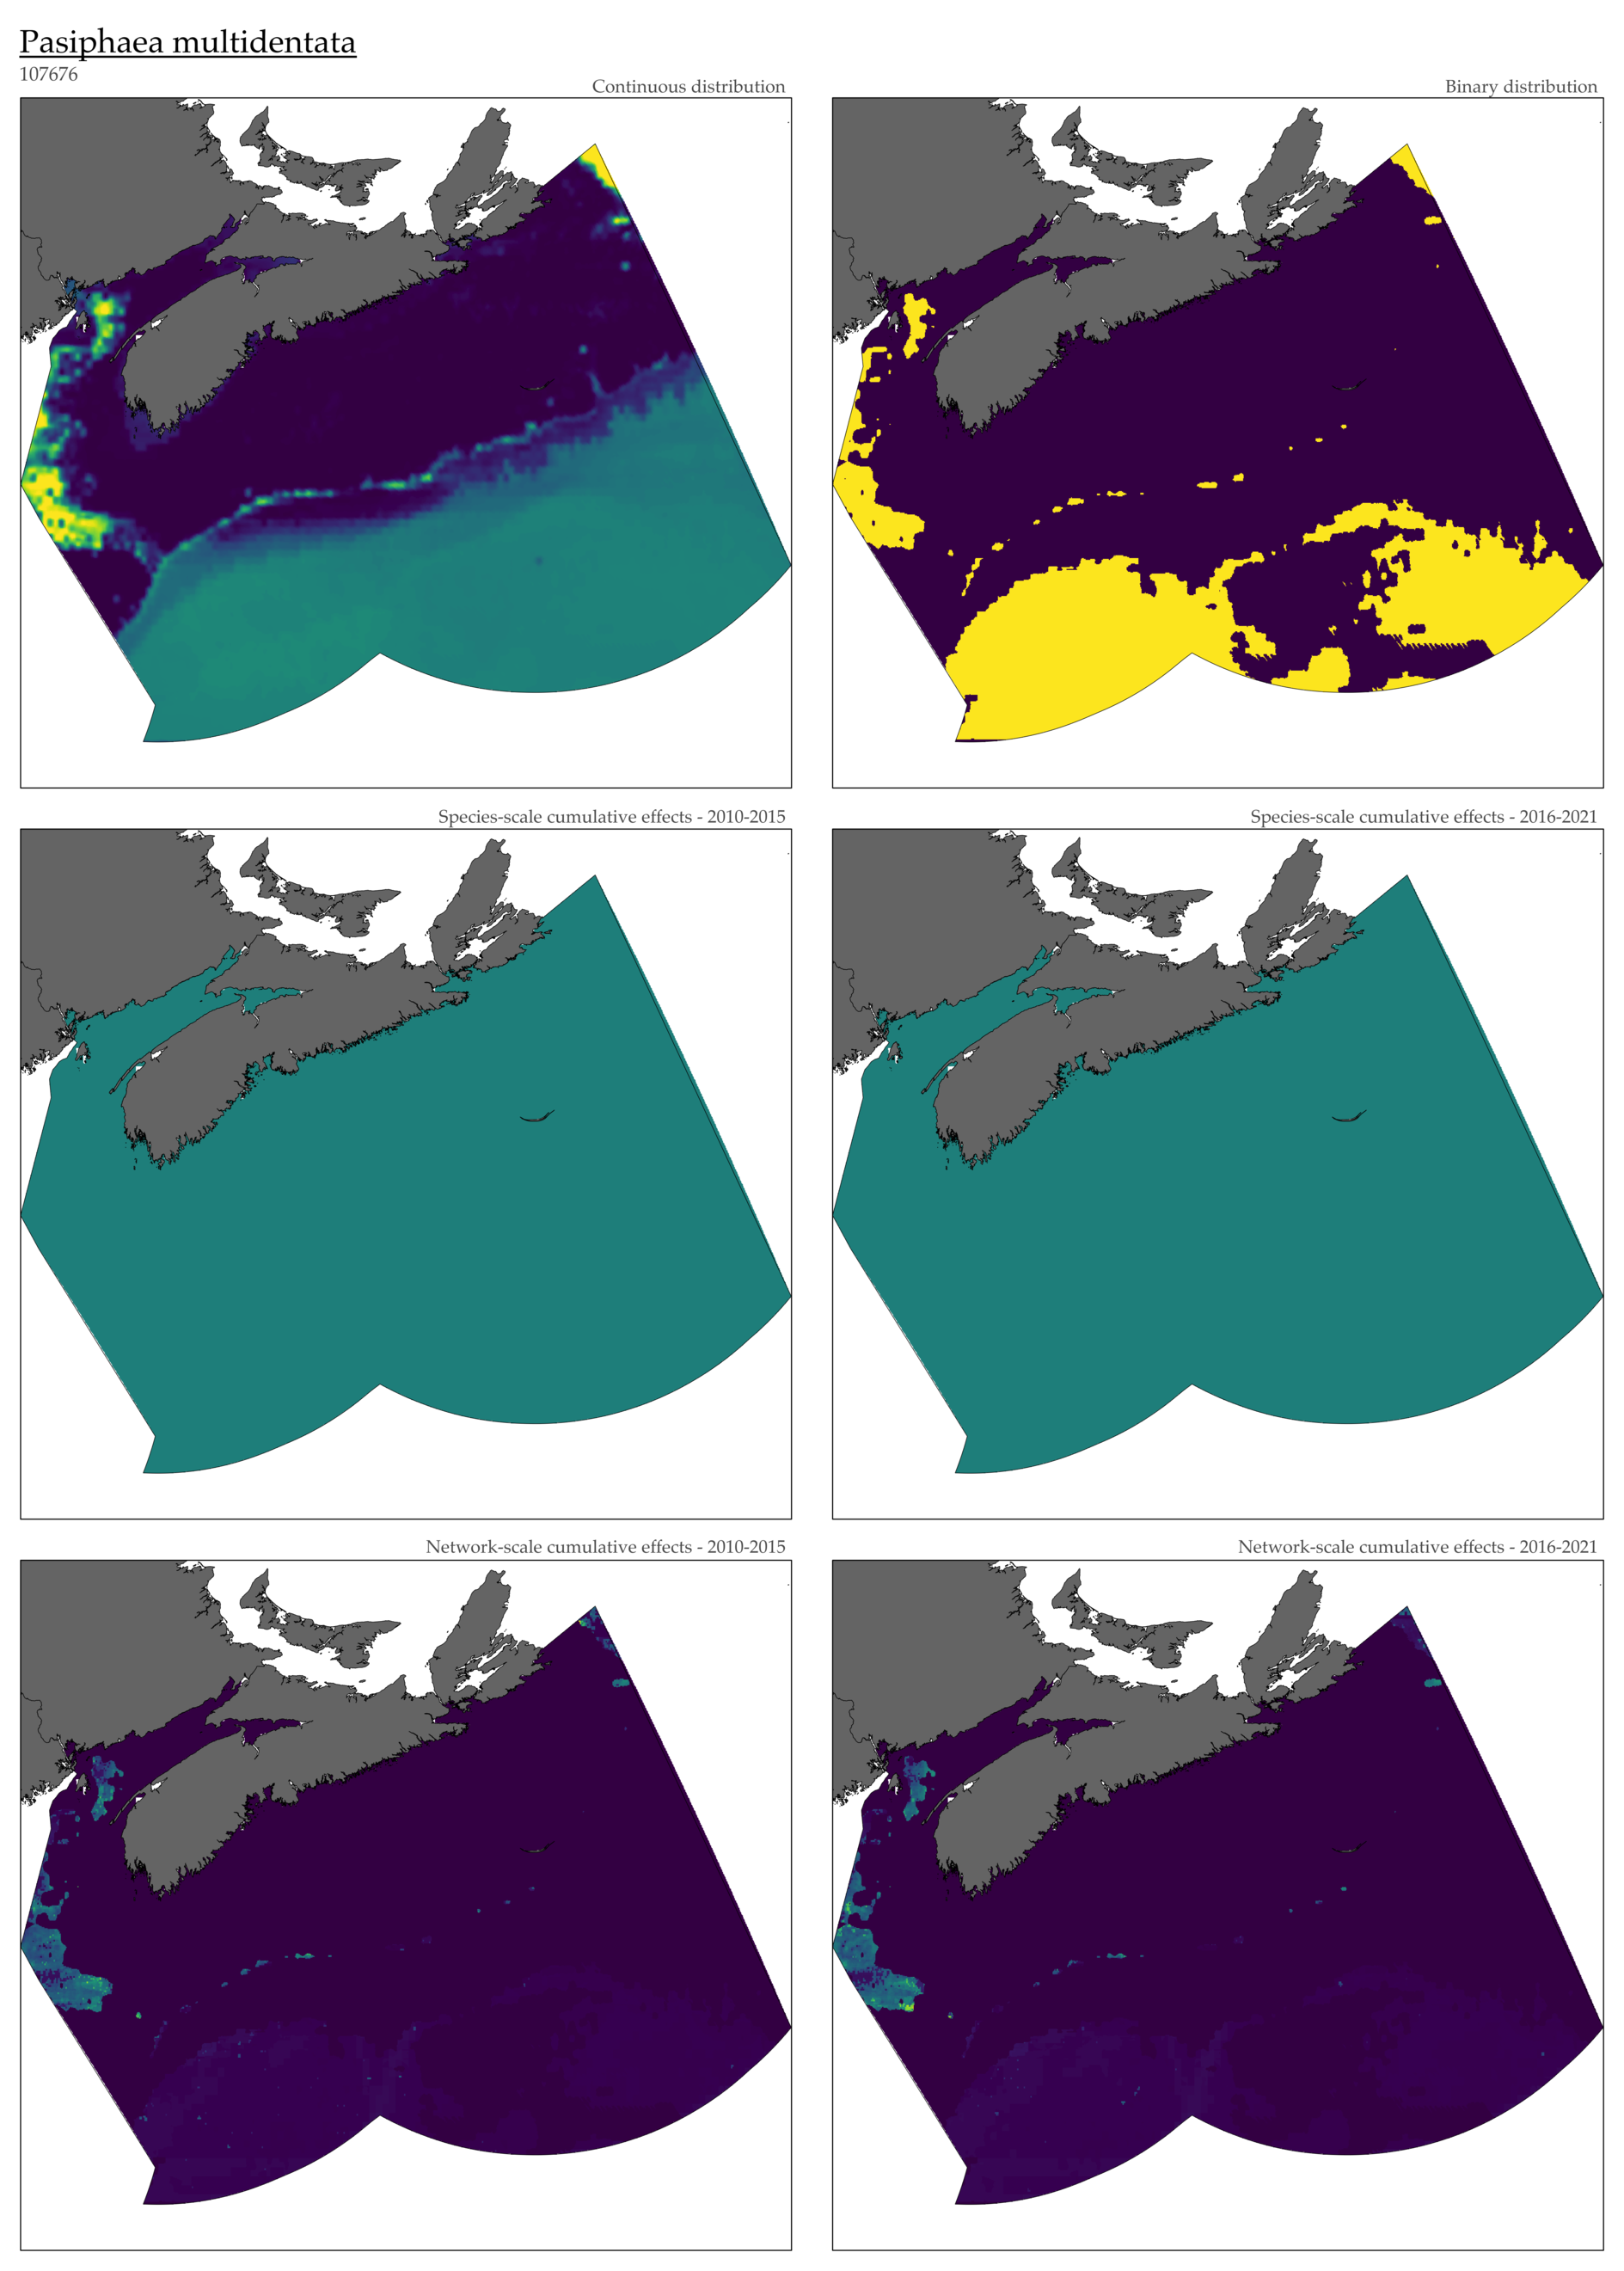 Pasiphaea multidentata
107676
Continuous distribution
Binary distribution
Species-scale cumulative effects - 2010-2015
Species-scale cumulative effects - 2016-2021
Network-scale cumulative effects - 2010-2015
Network-scale cumulative effects - 2016-2021